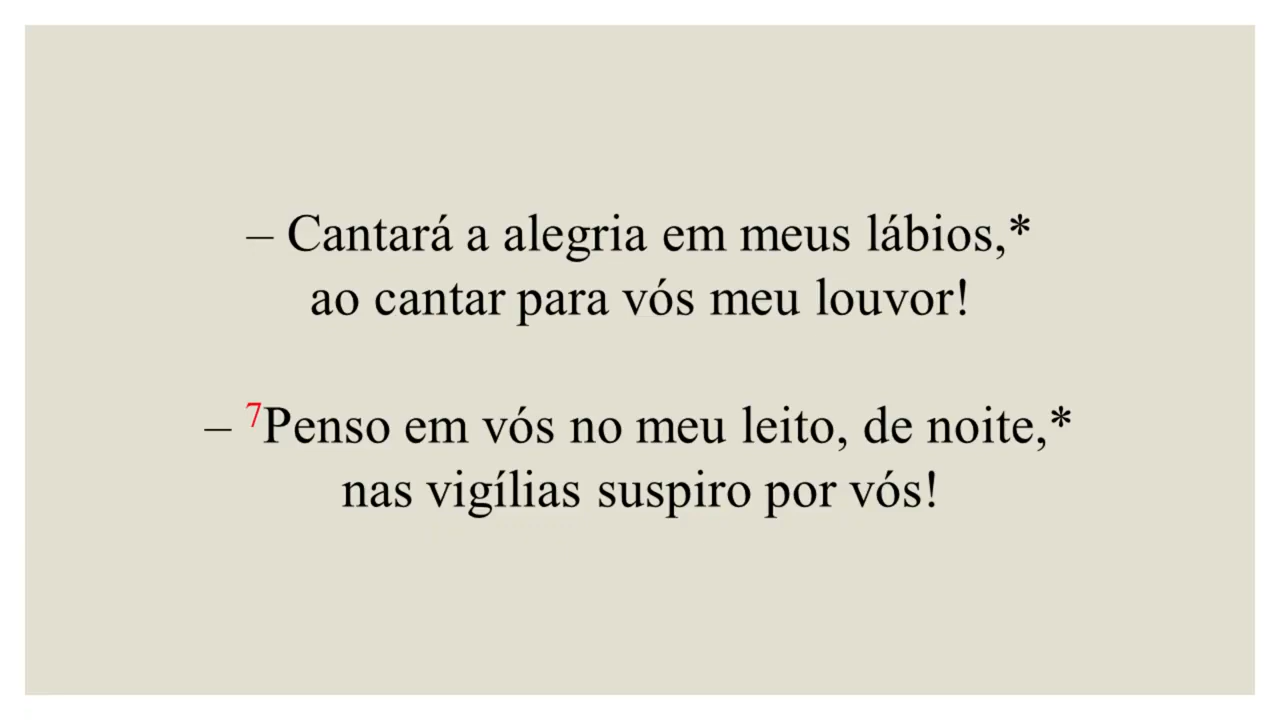 – Cantará a alegria em meus lábios,*
ao cantar para vós meu louvor!
– ⁷Penso em vós no meu leito, de noite,*
nas vigílias suspiro por vós!